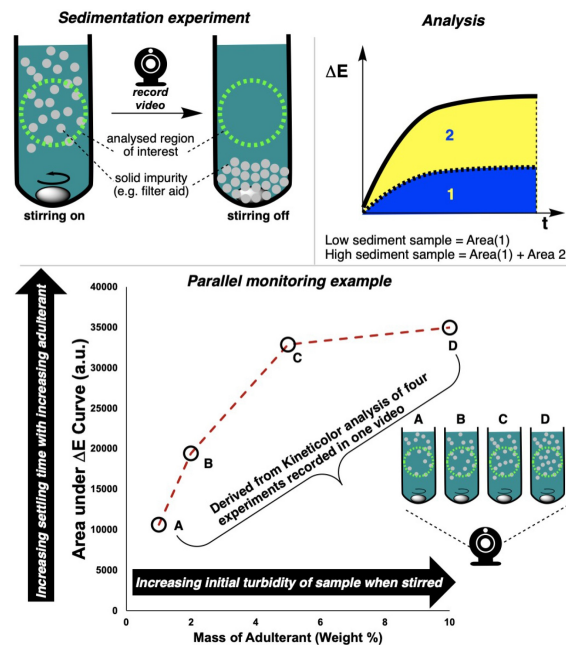 Sedimentation experiment
record
video
analysed region
of interest
solid impurity
(e.g. filter aid)
stirring on
stirring off
Analysis
ΔE
2
1
t
Low sediment sample = Area(1)
High sediment sample = Area(1) + Area 2
Parallel monitoring example
Increasing settling time with increasing adulterant
Area under ΔE Curve (a.u.)
40000
35000
30000
25000
20000
15000
10000
5000
0
A
B
C
D
Derived from Kineticolor analysis of four
experiments recorded in one video
A B C D
Increasing initial turbidity of sample when stirred
0 2 4 6 8 10
Mass of Adulterant (Weight %)